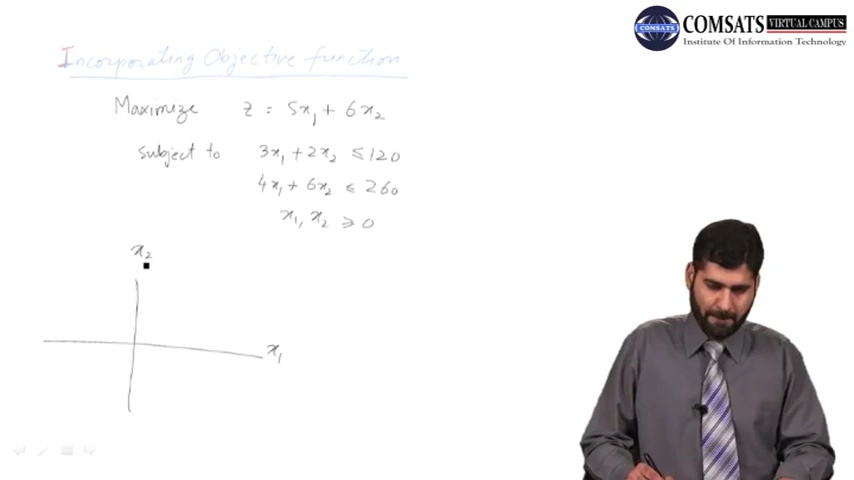 COMSATS VIRTUAL CAMPUS
COMSATS
Institute Of Information Technology
Incorporating Objective function
Maximize z = 5x₁ + 6x₂
subject to 3x₁ + 2x₂ ≤ 120
4x₁ + 6x₂ ≤ 260
x₁, x₂ ≥ 0
x₂
x₁